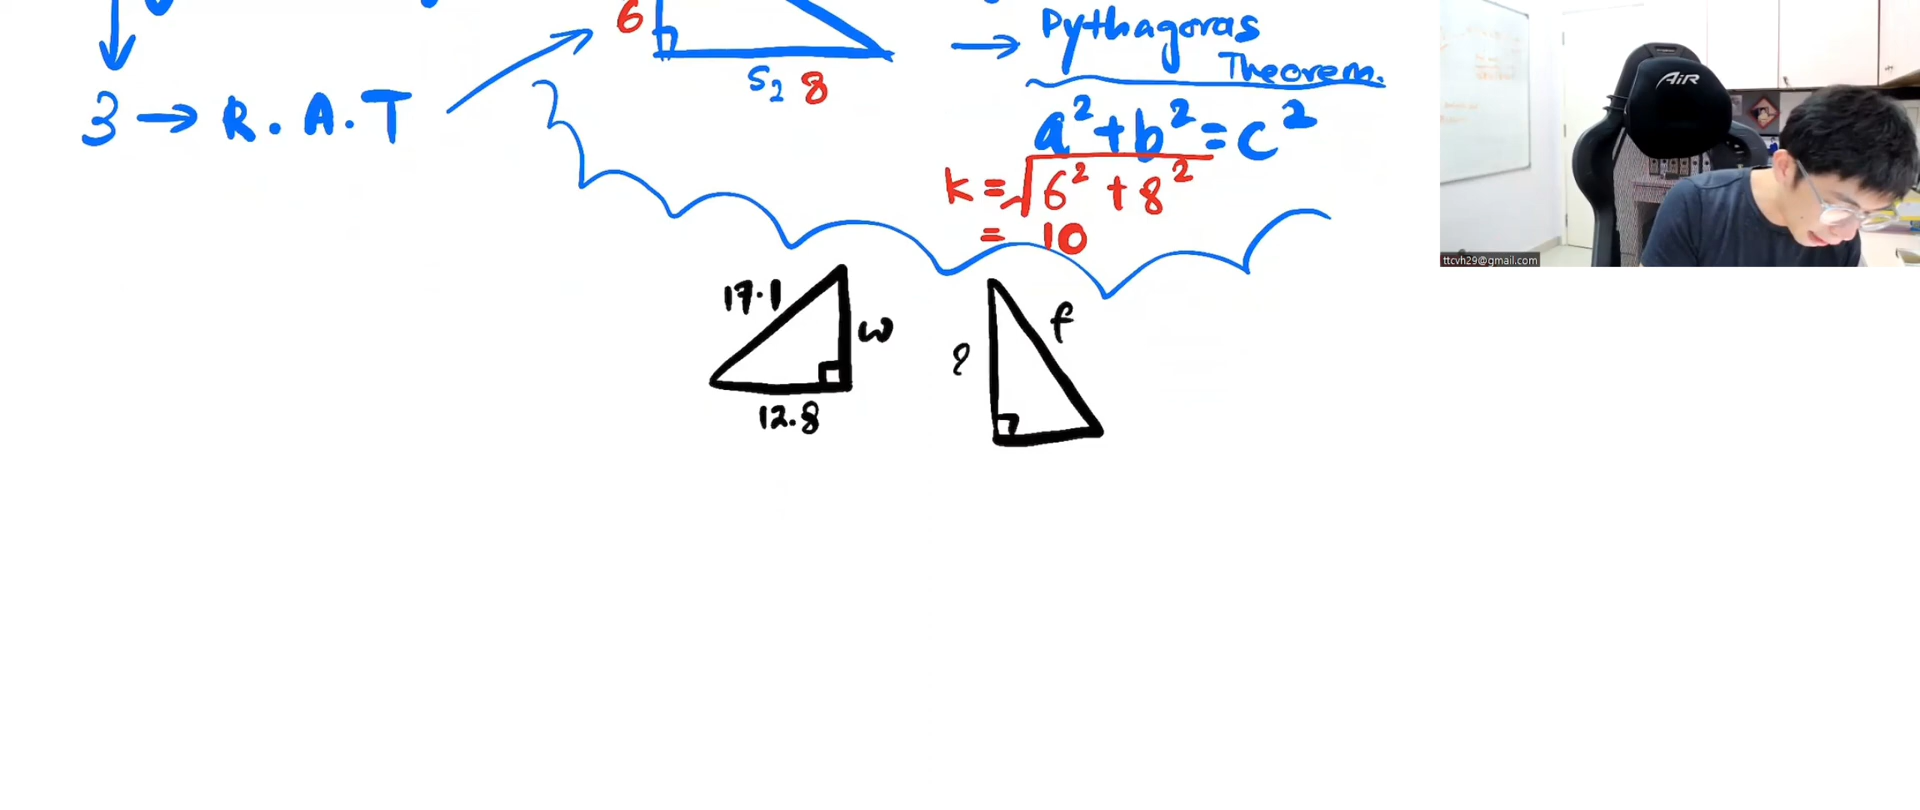 6
S2 8
3 → R.A.T
→ Pythagoras
Theorem.
a²+b²=c²
k=√6²+8²
= 10
17.1
w
12.8
f
AiR
ttcvh29@gmail.com